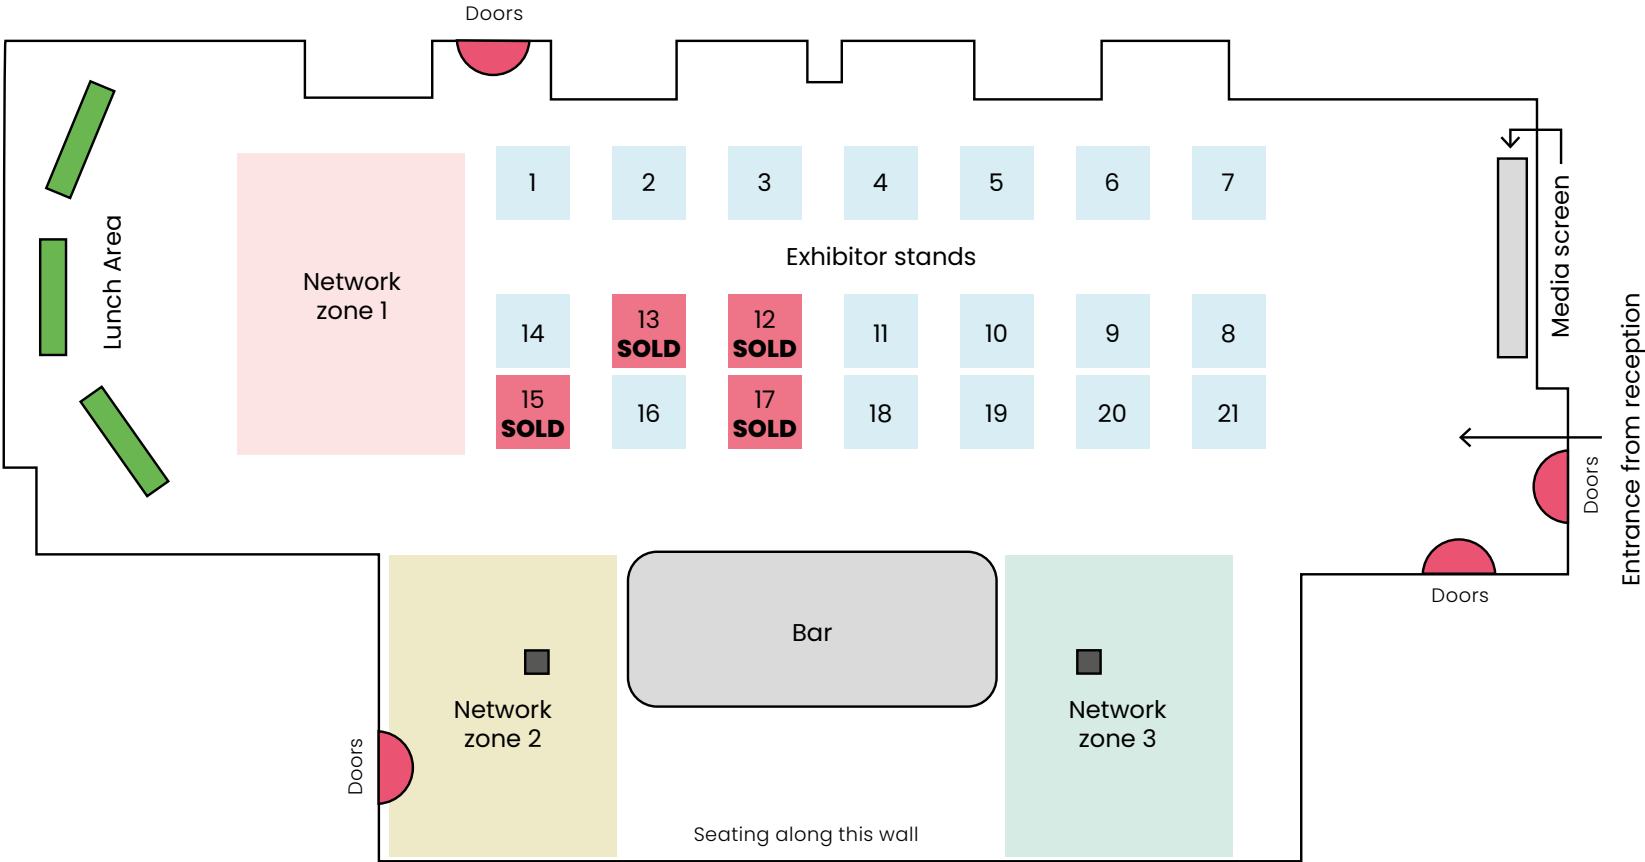 Doors
1
2
3
4
5
6
7
Exhibitor stands
Media screen
Lunch Area
Network
zone 1
14
13
SOLD
12
SOLD
11
10
9
8
15
SOLD
16
17
SOLD
18
19
20
21
Entrance from reception
Doors
Doors
Bar
Network
zone 2
Network
zone 3
Doors
Seating along this wall